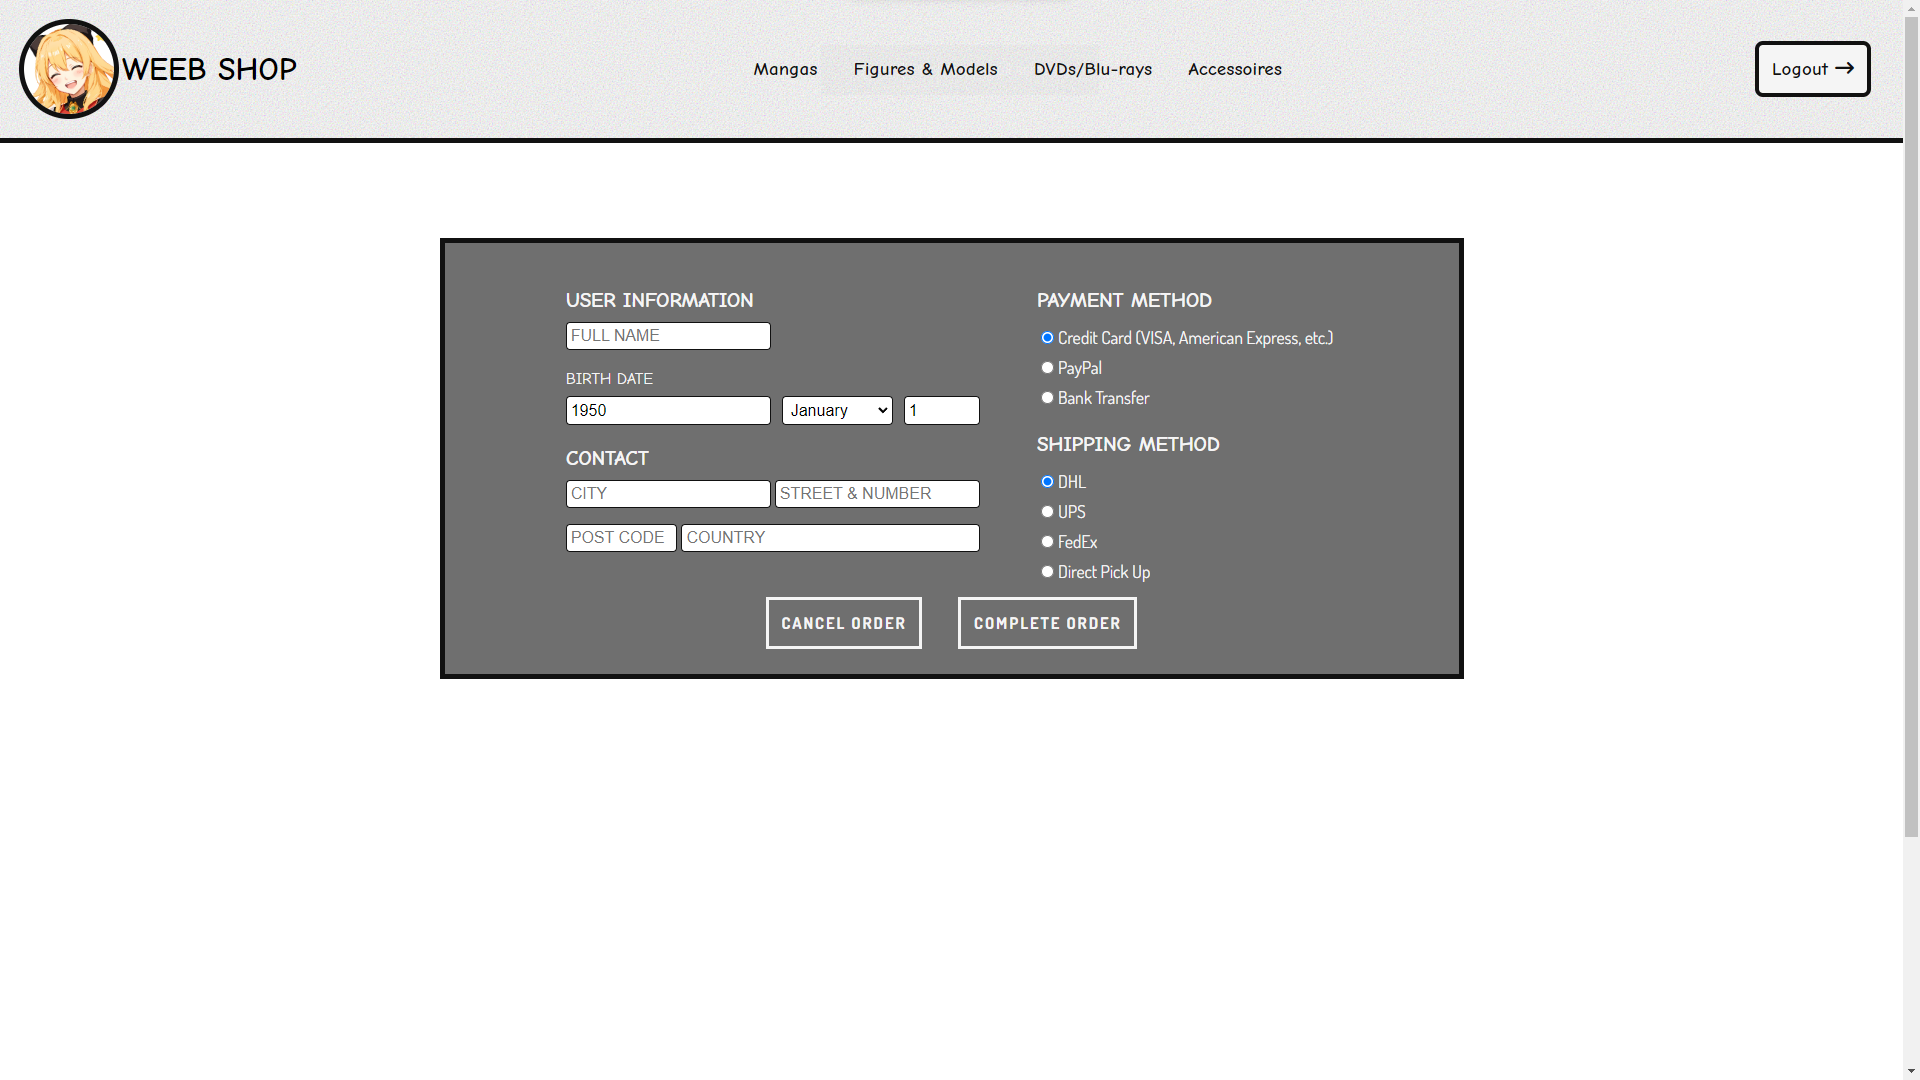 WEEB SHOP
Mangas Figures & Models DVDs/Blu-rays Accessoires
Logout →
USER INFORMATION
FULL NAME
BIRTH DATE
1950 January 1
CONTACT
CITY STREET & NUMBER
POST CODE COUNTRY
PAYMENT METHOD
Credit Card (VISA, American Express, etc.)
PayPal
Bank Transfer
SHIPPING METHOD
DHL
UPS
FedEx
Direct Pick Up
CANCEL ORDER COMPLETE ORDER